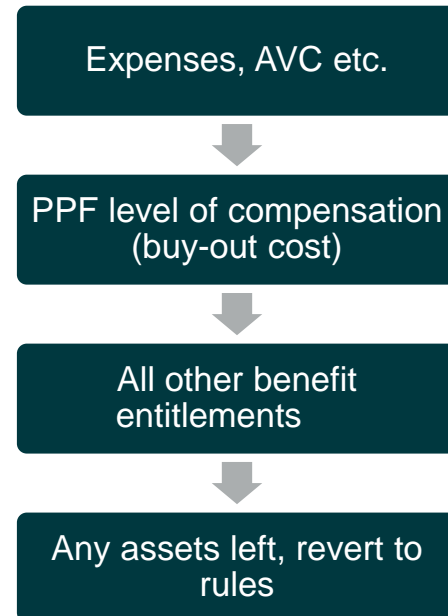 Expenses, AVC etc.
PPF level of compensation
(buy-out cost)
All other benefit
entitlements
Any assets left, revert to
rules